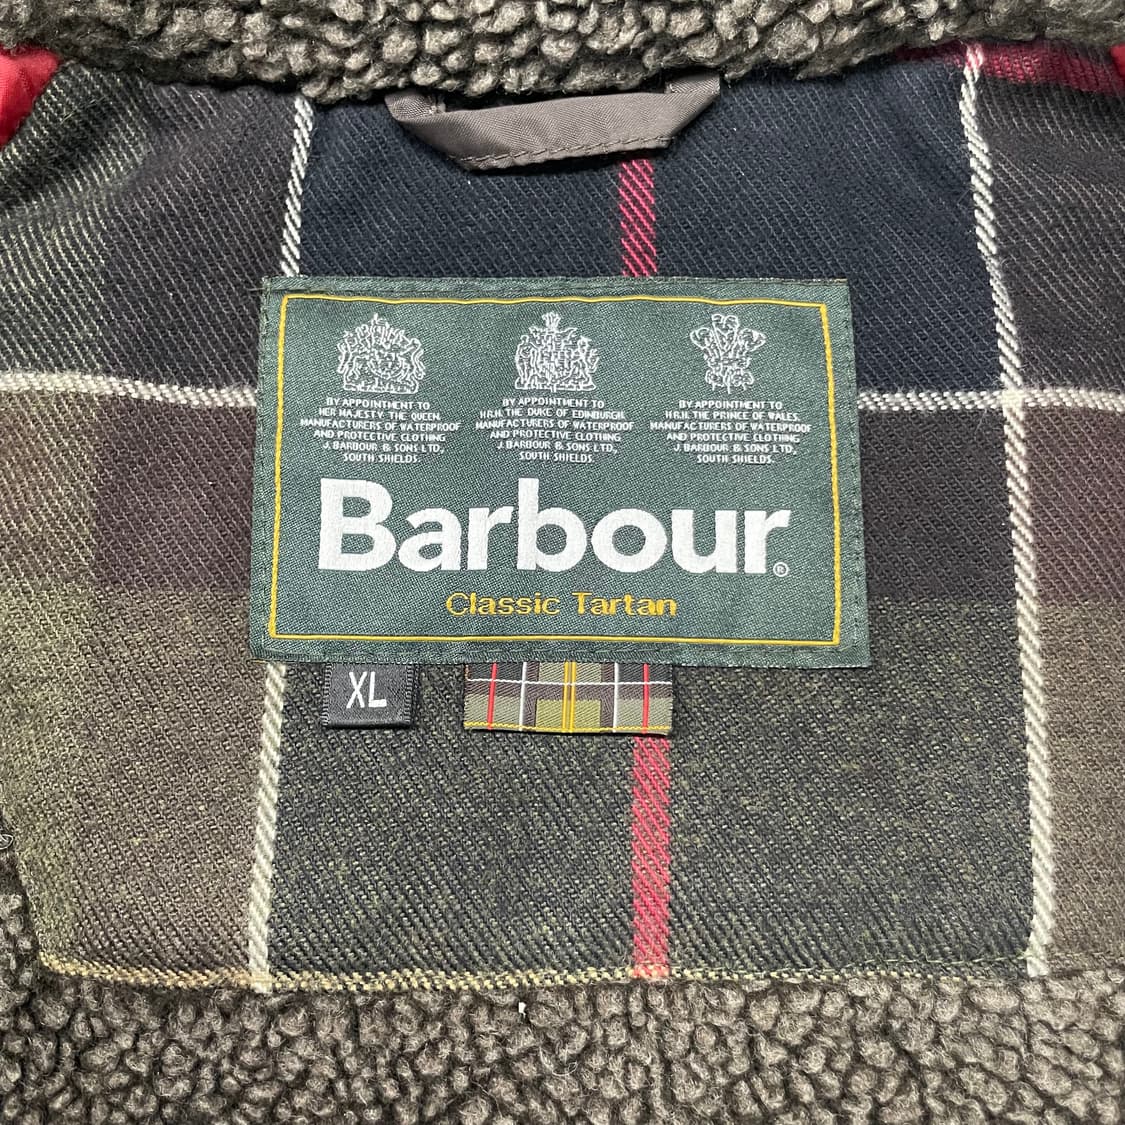 BY APPOINTMENT TO
HER MAJESTY THE QUEEN
MANUFACTURERS OF WATERPROOF
AND PROTECTIVE CLOTHING
J. BARBOUR & SONS LTD,
SOUTH SHIELDS.
BY APPOINTMENT TO
H.R.H. THE DUKE OF EDINBURGH.
MANUFACTURERS OF WATERPROOF
AND PROTECTIVE CLOTHING
J. BARBOUR & SONS LTD,
SOUTH SHIELDS.
BY APPOINTMENT TO
H.R.H. THE PRINCE OF WALES.
MANUFACTURERS OF WATERPROOF
AND PROTECTIVE CLOTHING
J. BARBOUR & SONS LTD,
SOUTH SHIELDS.
Barbour®
Classic Tartan
XL